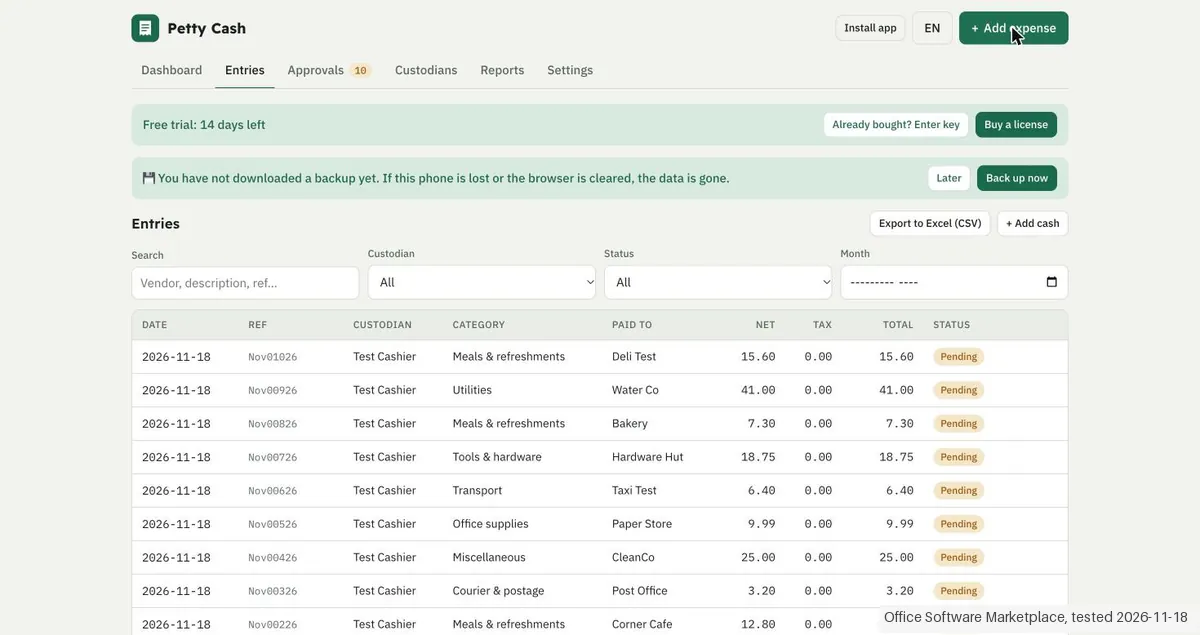 Petty Cash
Install app EN + Add expense
Dashboard Entries Approvals 10 Custodians Reports Settings
Free trial: 14 days left Already bought? Enter key Buy a license
You have not downloaded a backup yet. If this phone is lost or the browser is cleared, the data is gone. Later Back up now
Entries Export to Excel (CSV) + Add cash
Search Custodian Status Month
Vendor, description, ref... All All --------- ----
DATE REF CUSTODIAN CATEGORY PAID TO NET TAX TOTAL STATUS
2026-11-18 Nov01026 Test Cashier Meals & refreshments Deli Test 15.60 0.00 15.60 Pending
2026-11-18 Nov00926 Test Cashier Utilities Water Co 41.00 0.00 41.00 Pending
2026-11-18 Nov00826 Test Cashier Meals & refreshments Bakery 7.30 0.00 7.30 Pending
2026-11-18 Nov00726 Test Cashier Tools & hardware Hardware Hut 18.75 0.00 18.75 Pending
2026-11-18 Nov00626 Test Cashier Transport Taxi Test 6.40 0.00 6.40 Pending
2026-11-18 Nov00526 Test Cashier Office supplies Paper Store 9.99 0.00 9.99 Pending
2026-11-18 Nov00426 Test Cashier Miscellaneous CleanCo 25.00 0.00 25.00 Pending
2026-11-18 Nov00326 Test Cashier Courier & postage Post Office 3.20 0.00 3.20 Pending
2026-11-18 Nov00226 Test Cashier Meals & refreshments Corner Cafe 12.80 0.00
Office Software Marketplace, tested 2026-11-18